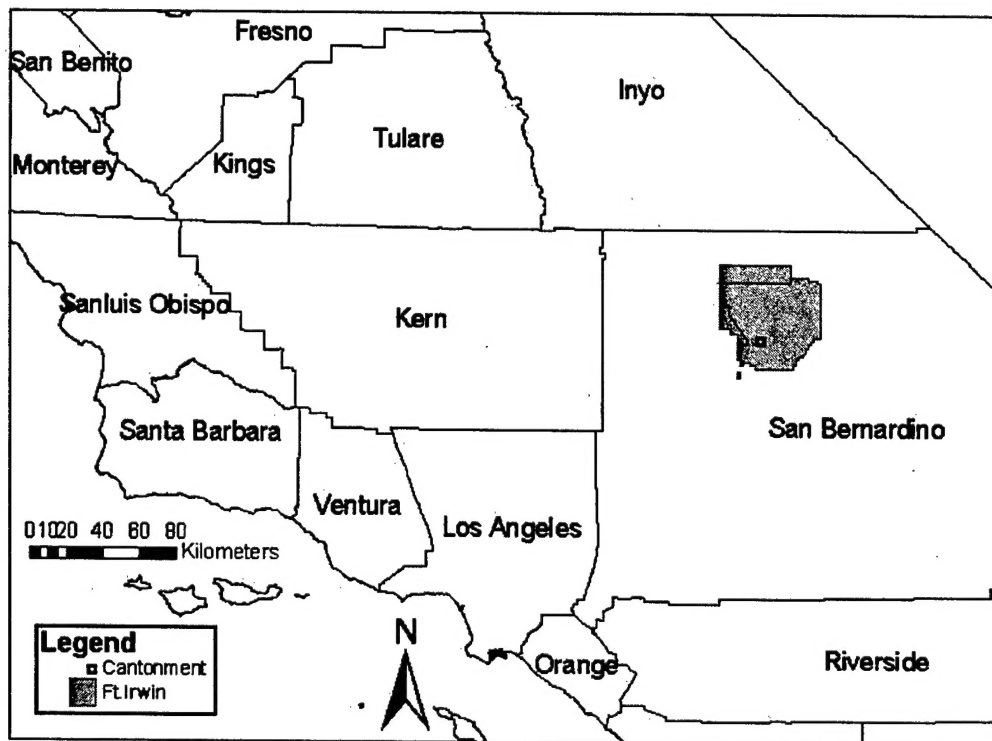 Fresno
San Benito
Inyo
Tulare
Monterey
Kings
Sanluis Obispo
Kern
Santa Barbara
San Bernardino
Ventura
Los Angeles
01020 40 60 80
Kilometers
N
Legend
Cantonment
Ft.Irwin
Orange
Riverside